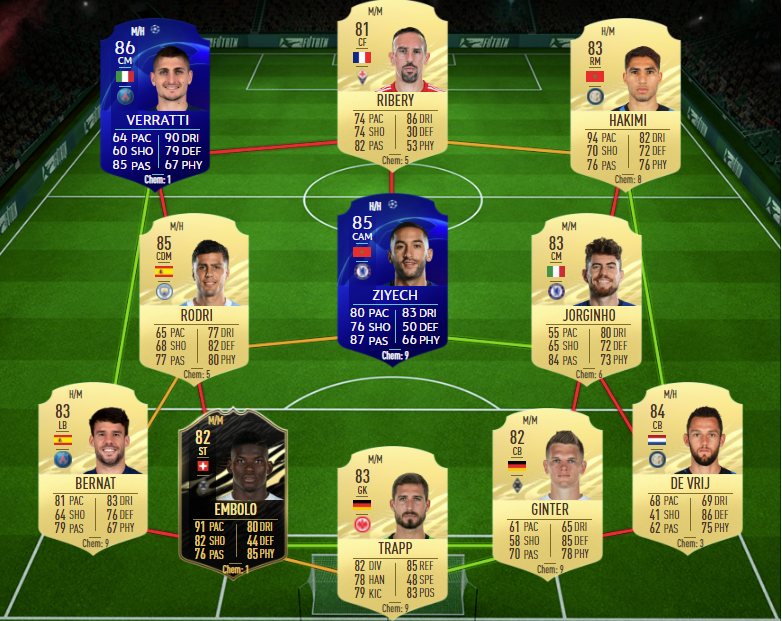 M/H
86
CM
VERRATTI
64 PAC 90 DRI
60 SHO 79 DEF
85 PAS 67 PHY
Chem: 1
M/M
81
CF
RIBERY
74 PAC 86 DRI
74 SHO 30 DEF
82 PAS 53 PHY
Chem: 5
M/H
83
RM
HAKIMI
94 PAC 82 DRI
70 SHO 72 DEF
76 PAS 76 PHY
Chem: 8
M/H
85
CDM
RODRI
65 PAC 77 DRI
68 SHO 82 DEF
77 PAS 80 PHY
Chem: 5
H/H
85
CAM
ZIYECH
80 PAC 83 DRI
76 SHO 50 DEF
87 PAS 66 PHY
Chem: 9
M/M
83
CM
JORGINHO
55 PAC 80 DRI
65 SHO 72 DEF
84 PAS 73 PHY
Chem: 6
H/M
83
LB
BERNAT
81 PAC 83 DRI
64 SHO 76 DEF
79 PAS 67 PHY
Chem: 9
M/M
82
ST
EMBOLO
91 PAC 80 DRI
82 SHO 44 DEF
76 PAS 85 PHY
Chem: 1
M/M
83
GK
TRAPP
82 DIV 85 REF
78 HAN 48 SPE
79 KIC 83 POS
Chem: 9
M/M
82
CB
GINTER
61 PAC 65 DRI
58 SHO 85 DEF
70 PAS 78 PHY
Chem: 9
M/H
84
CB
DE VRIJ
68 PAC 69 DRI
41 SHO 86 DEF
62 PAS 75 PHY
Chem: 3